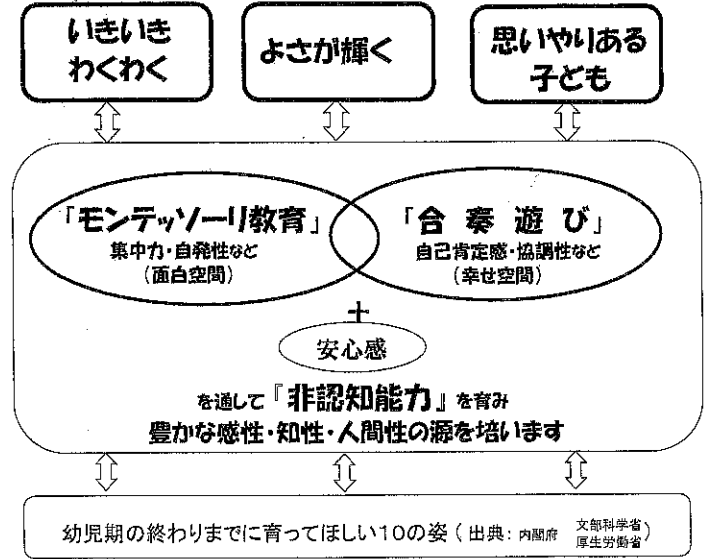 いきいき
わくわく
よさが輝く
思いやりある
子ども
『モンテッソーリ教育』
集中力・自発性など
(面白空間)
『合奏遊び』
自己肯定感・協調性など
(幸せ空間)
+
安心感
を通して『非認知能力』を育み
豊かな感性・知性・人間性の源を培います
幼児期の終わりまでに育ってほしい10の姿(出典:内閣府 文部科学省 厚生労働省)